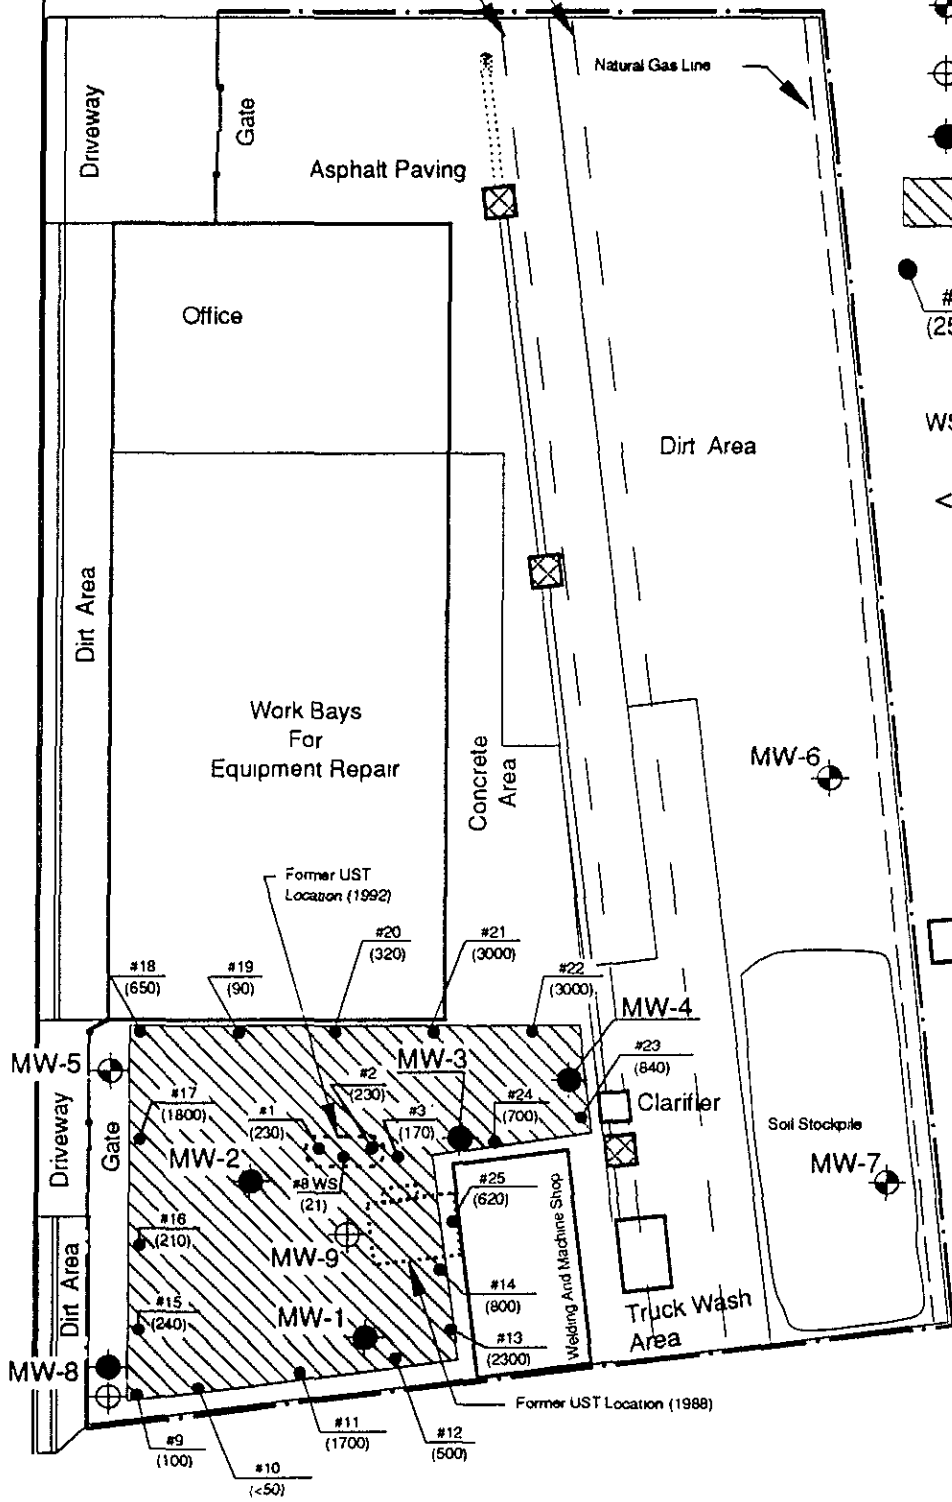 Natural Gas Line
Driveway
Gate
Asphalt Paving
#
(25
Office
WS
<
Dirt Area
Dirt Area
Work Bays
For
Equipment Repair
Concrete
Area
MW-6
Former UST
Location (1992)
#20
(320)
#21
(3000)
#18
(650)
#19
(90)
#22
(3000)
MW-4
MW-5
MW-3
#23
(840)
#2
(230)
#17
(1800)
#1
(230)
#3
(170)
#24
(700)
Clarifier
Soil Stockpile
Driveway
Gate
MW-2
#8 WS
(21)
MW-7
#25
(620)
#16
(210)
MW-9
Welding And Machine Shop
#14
(800)
Dirt Area
#15
(240)
MW-1
#13
(2300)
Truck Wash
Area
MW-8
Former UST Location (1988)
#9
(100)
#10
(<50)
#11
(1700)
#12
(500)